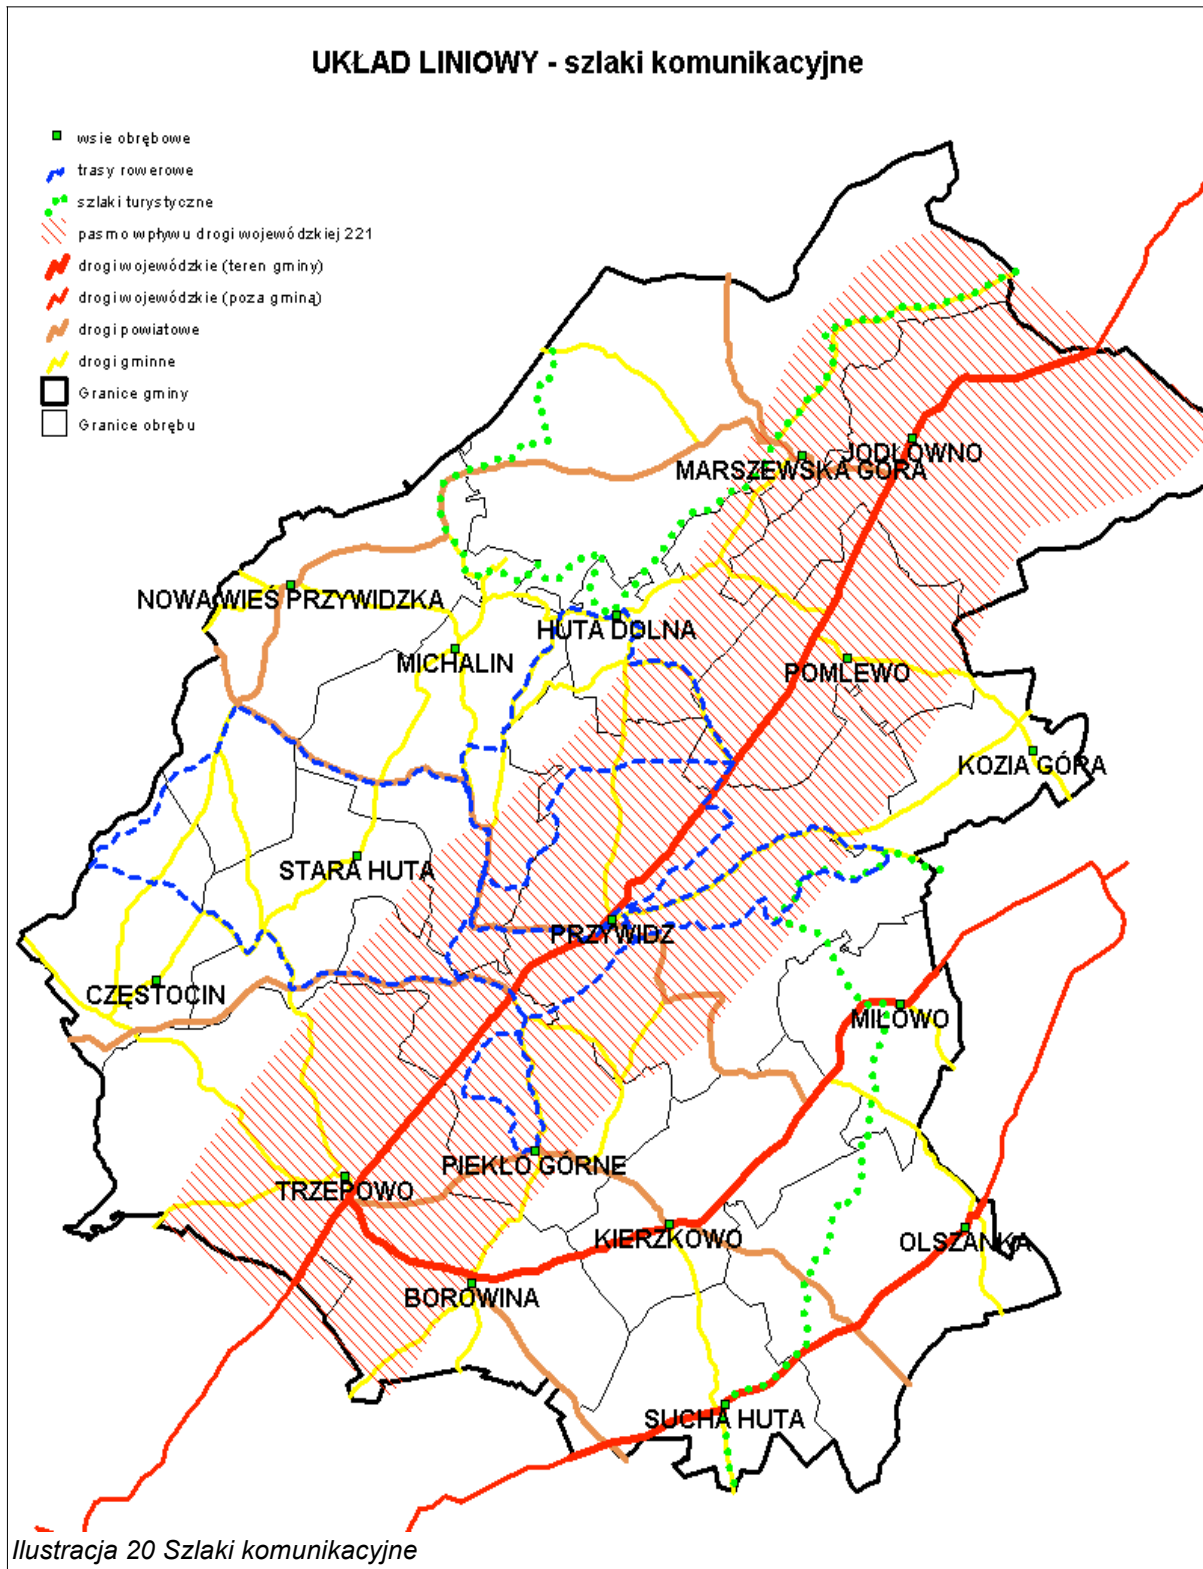 UKŁAD LINIOWY - szlaki komunikacyjne
wsie obrębowe
trasy rowerowe
szlaki turystyczne
pasmo wpływu drogi wojewódzkiej 221
drogi wojewódzkie (teren gminy)
drogi wojewódzkie (poza gminą)
drogi powiatowe
drogi gminne
Granice gminy
Granice obrębu
JODŁOWNO
MARSZEWSKA GÓRA
NOWA WIEŚ PRZYWIDZKA
HUTA DOLNA
MICHALIN
POMLEWO
KOZIA GÓRA
STARA HUTA
PRZYWIDZ
CZĘSTOCIN
MIŁOWO
PIEKŁO GÓRNE
TRZEPOWO
KIERZKOWO
OLSZANKA
BOROWINA
SUCHA HUTA
Ilustracja 20 Szlaki komunikacyjne